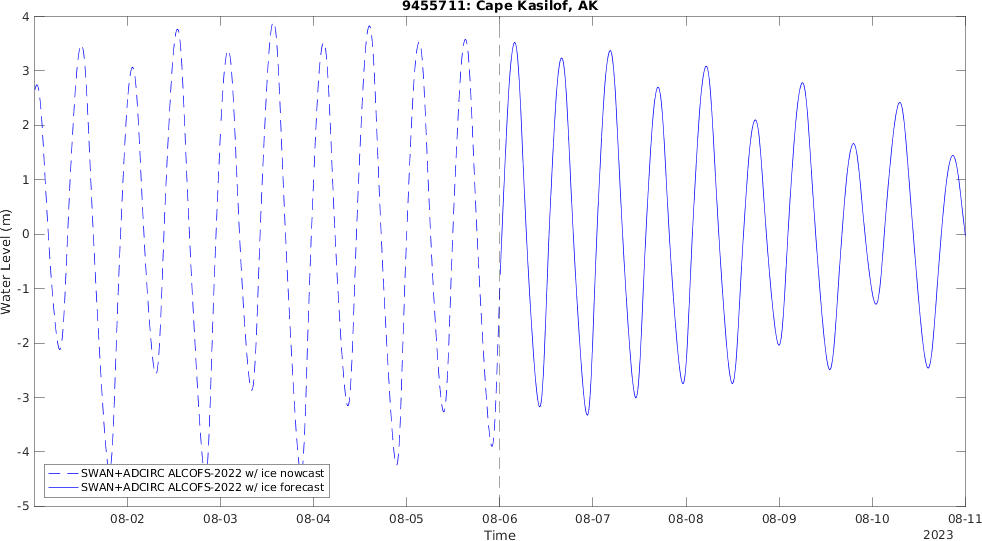 9455711: Cape Kasilof, AK
4
3
2
1
0
-1
-2
-3
-4
-5
Water Level (m)
SWAN+ADCIRC ALCOFS-2022 w/ ice nowcast
SWAN+ADCIRC ALCOFS-2022 w/ ice forecast
08-02 08-03 08-04 08-05 08-06 08-07 08-08 08-09 08-10 08-11
Time
2023